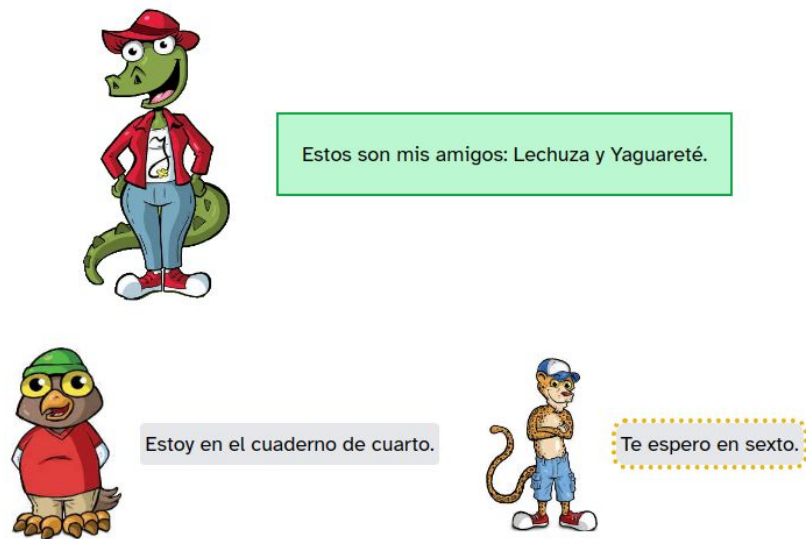 Estos son mis amigos: Lechuza y Yaguareté.
Estoy en el cuaderno de cuarto.
Te espero en sexto.